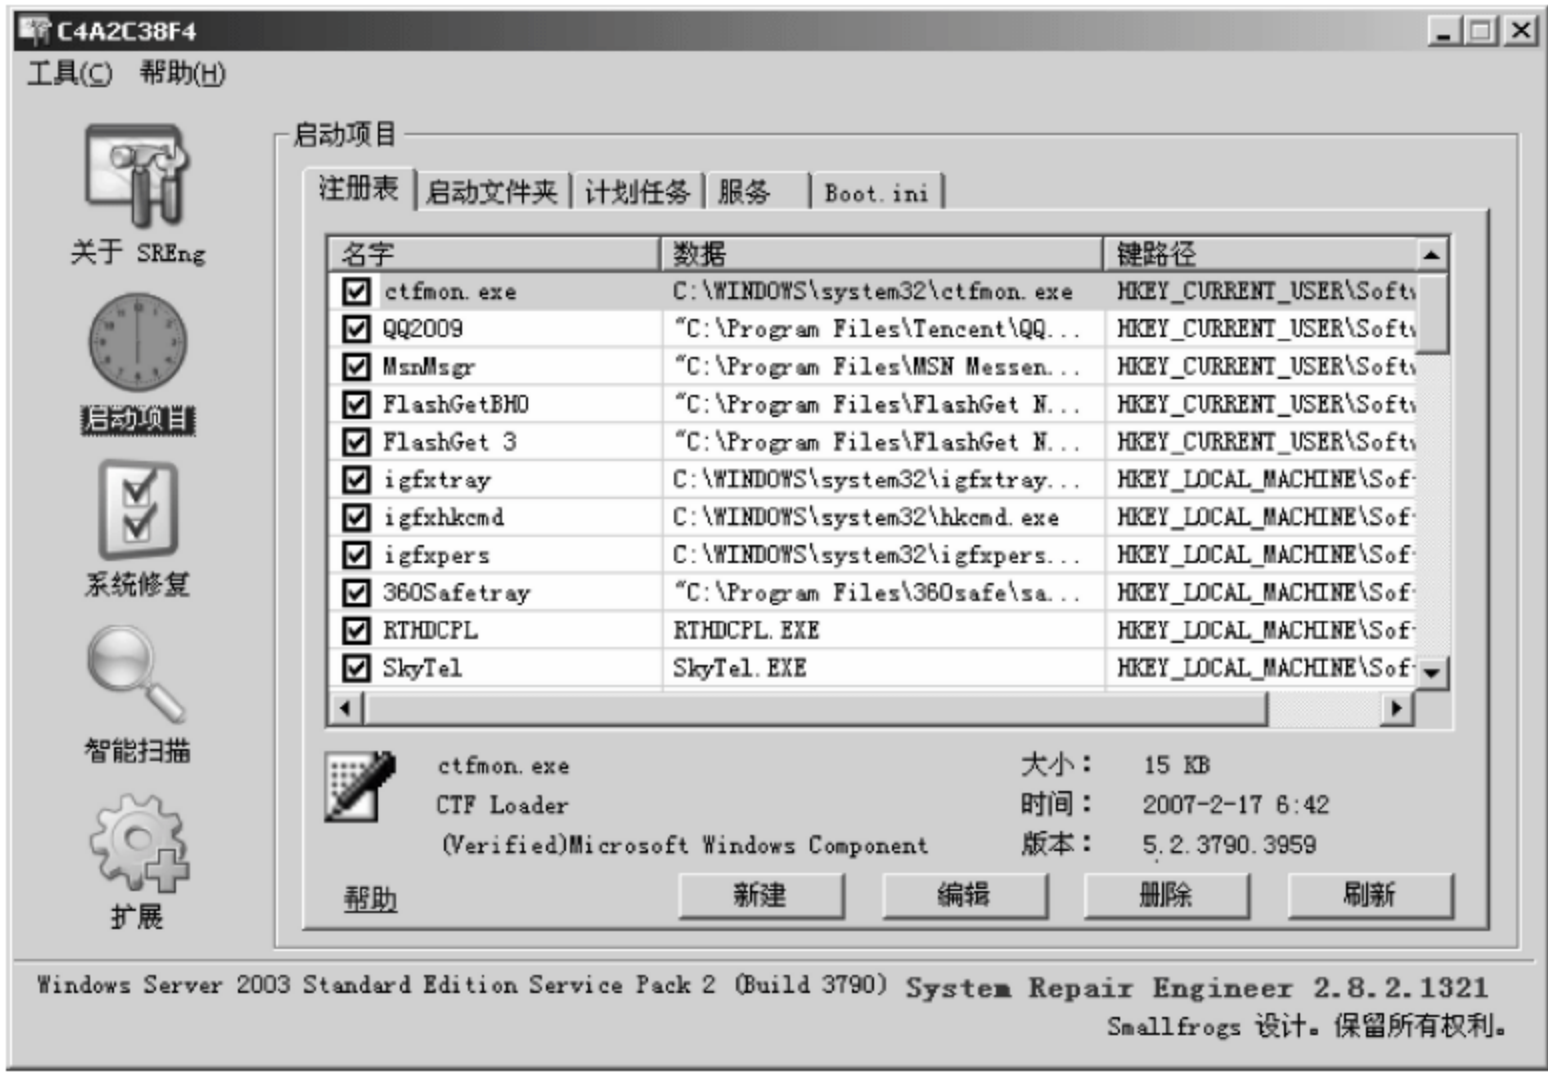 C4A2C38F4
工具(C) 帮助(H)
关于 SREng
启动项目
系统修复
智能扫描
扩展
启动项目
注册表 启动文件夹 计划任务 服务 Boot.ini
名字 数据 键路径
ctfmon.exe C:\WINDOWS\system32\ctfmon.exe HKEY_CURRENT_USER\Softw
QQ2009 "C:\Program Files\Tencent\QQ... HKEY_CURRENT_USER\Softw
MsnMsgr "C:\Program Files\MSN Messen... HKEY_CURRENT_USER\Softw
FlashGetBHO "C:\Program Files\FlashGet N... HKEY_CURRENT_USER\Softw
FlashGet 3 "C:\Program Files\FlashGet N... HKEY_CURRENT_USER\Softw
igfxtray C:\WINDOWS\system32\igfxtray... HKEY_LOCAL_MACHINE\Sof
igfxhkcmd C:\WINDOWS\system32\hkcmd.exe HKEY_LOCAL_MACHINE\Sof
igfxpers C:\WINDOWS\system32\igfxpers... HKEY_LOCAL_MACHINE\Sof
360Safetray "C:\Program Files\360safe\sa... HKEY_LOCAL_MACHINE\Sof
RTHDCPL RTHDCPL.EXE HKEY_LOCAL_MACHINE\Sof
SkyTel SkyTel.EXE HKEY_LOCAL_MACHINE\Sof
ctfmon.exe 大小： 15 KB
CTF Loader 时间： 2007-2-17 6:42
(Verified)Microsoft Windows Component 版本： 5.2.3790.3959
帮助 新建 编辑 删除 刷新
Windows Server 2003 Standard Edition Service Pack 2 (Build 3790) System Repair Engineer 2.8.2.1321
Smallfrogs 设计。保留所有权利。